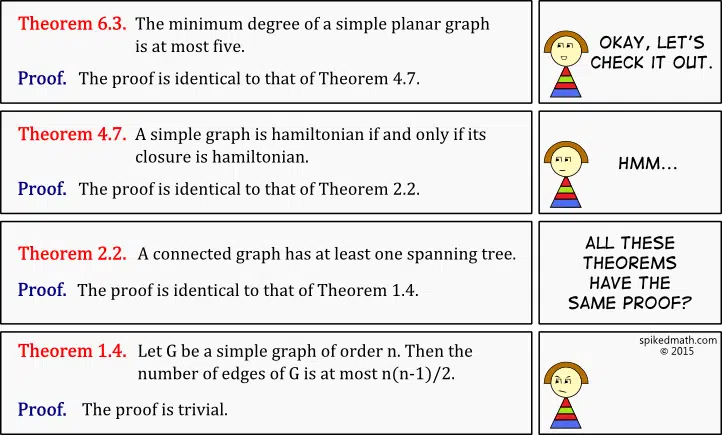 Theorem 6.3. The minimum degree of a simple planar graph
is at most five.
Proof. The proof is identical to that of Theorem 4.7.
OKAY, LET'S
CHECK IT OUT.
Theorem 4.7. A simple graph is hamiltonian if and only if its
closure is hamiltonian.
Proof. The proof is identical to that of Theorem 2.2.
HMM...
Theorem 2.2. A connected graph has at least one spanning tree.
Proof. The proof is identical to that of Theorem 1.4.
ALL THESE
THEOREMS
HAVE THE
SAME PROOF?
Theorem 1.4. Let G be a simple graph of order n. Then the
number of edges of G is at most n(n-1)/2.
Proof. The proof is trivial.
spikedmath.com
© 2015